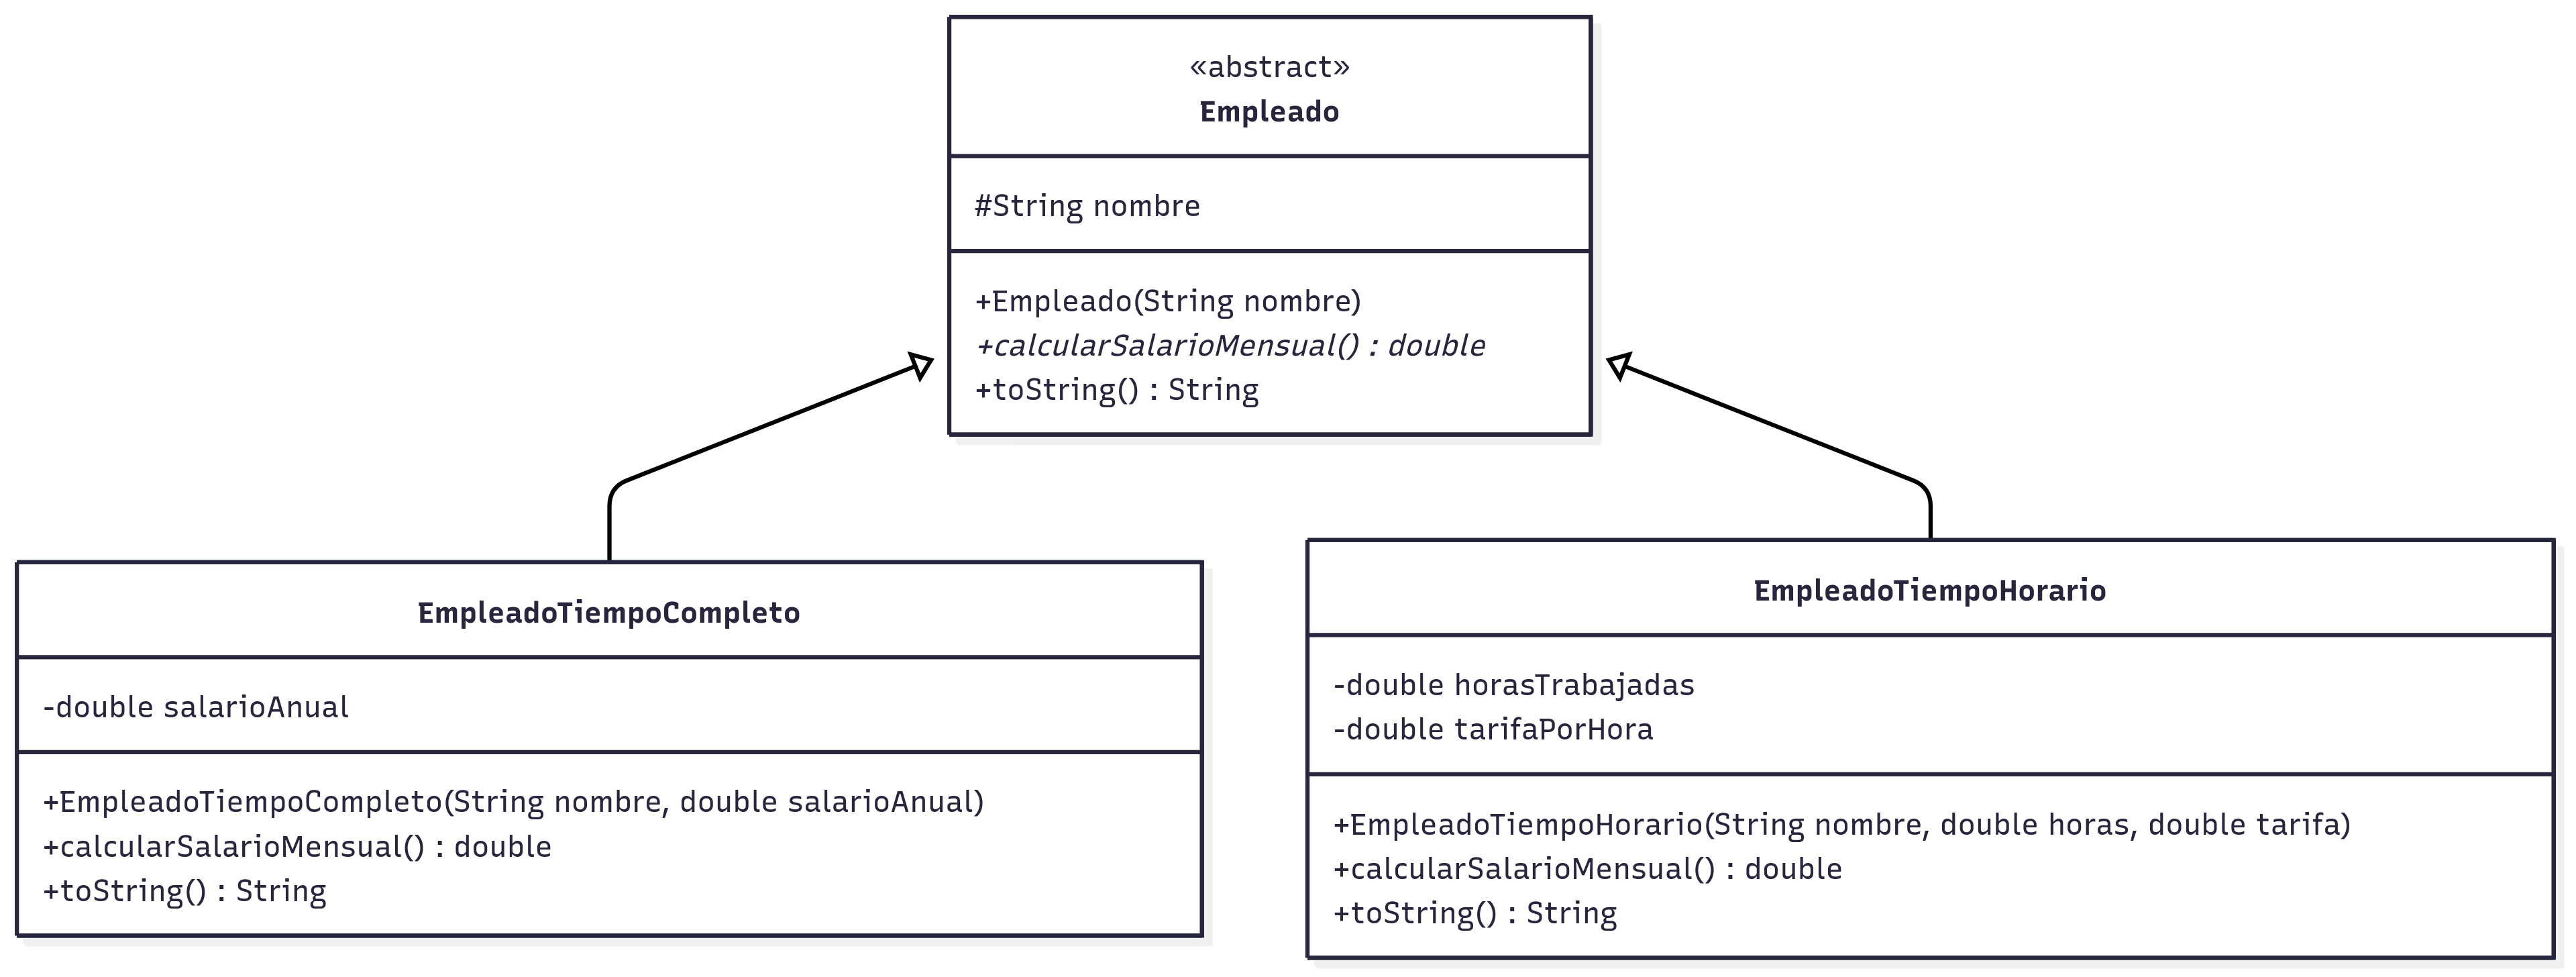 «abstract»
Empleado
#String nombre
+Empleado(String nombre)
+calcularSalarioMensual() : double
+toString() : String
EmpleadoTiempoCompleto
-double salarioAnual
+EmpleadoTiempoCompleto(String nombre, double salarioAnual)
+calcularSalarioMensual() : double
+toString() : String
EmpleadoTiempoHorario
-double horasTrabajadas
-double tarifaPorHora
+EmpleadoTiempoHorario(String nombre, double horas, double tarifa)
+calcularSalarioMensual() : double
+toString() : String